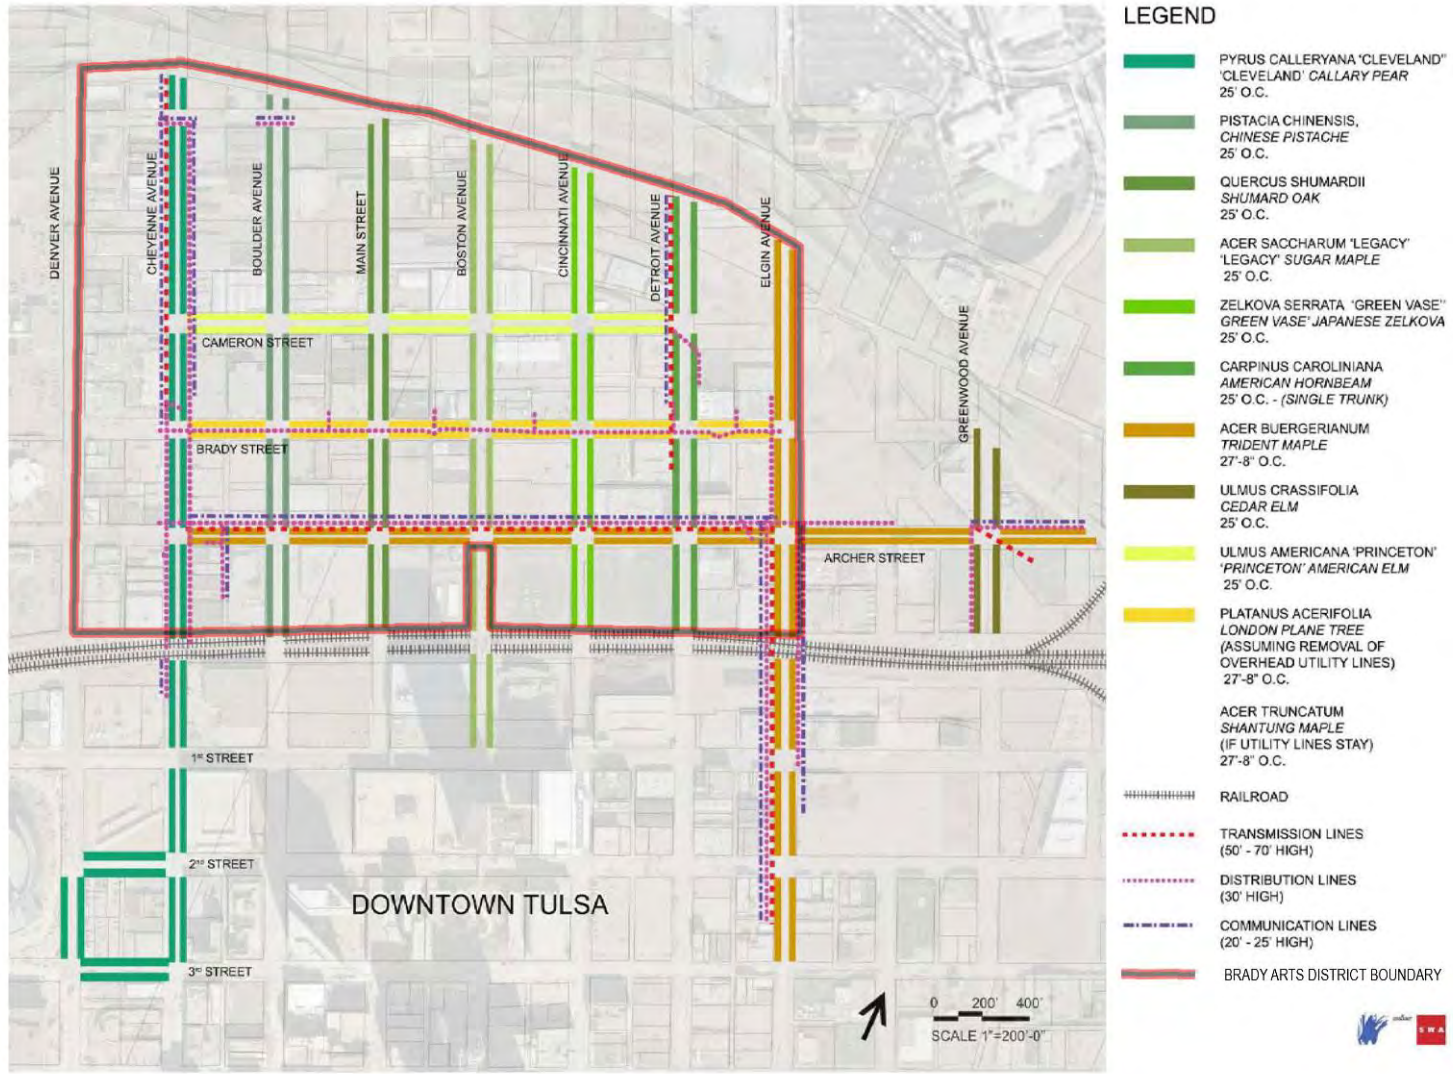 DENVER AVENUE
CHEYENNE AVENUE
BOULDER AVENUE
MAIN STREET
BOSTON AVENUE
CINCINNATI AVENUE
DETROIT AVENUE
ELGIN AVENUE
GREENWOOD AVENUE
CAMERON STREET
BRADY STREET
ARCHER STREET
1ST STREET
2ND STREET
3RD STREET
DOWNTOWN TULSA
0 200' 400'
SCALE 1"=200'-0"
LEGEND
PYRUS CALLERYANA 'CLEVELAND"
'CLEVELAND' CALLARY PEAR
25' O.C.
PISTACIA CHINENSIS,
CHINESE PISTACHE
25' O.C.
QUERCUS SHUMARDII
SHUMARD OAK
25' O.C.
ACER SACCHARUM 'LEGACY'
'LEGACY' SUGAR MAPLE
25' O.C.
ZELKOVA SERRATA 'GREEN VASE"
GREEN VASE' JAPANESE ZELKOVA
25' O.C.
CARPINUS CAROLINIANA
AMERICAN HORNBEAM
25' O.C. - (SINGLE TRUNK)
ACER BUERGERIANUM
TRIDENT MAPLE
27'-8" O.C.
ULMUS CRASSIFOLIA
CEDAR ELM
25' O.C.
ULMUS AMERICANA 'PRINCETON'
'PRINCETON' AMERICAN ELM
25' O.C.
PLATANUS ACERIFOLIA
LONDON PLANE TREE
(ASSUMING REMOVAL OF
OVERHEAD UTILITY LINES)
27'-8" O.C.
ACER TRUNCATUM
SHANTUNG MAPLE
(IF UTILITY LINES STAY)
27'-8" O.C.
RAILROAD
TRANSMISSION LINES
(50' - 70' HIGH)
DISTRIBUTION LINES
(30' HIGH)
COMMUNICATION LINES
(20' - 25' HIGH)
BRADY ARTS DISTRICT BOUNDARY
SWA